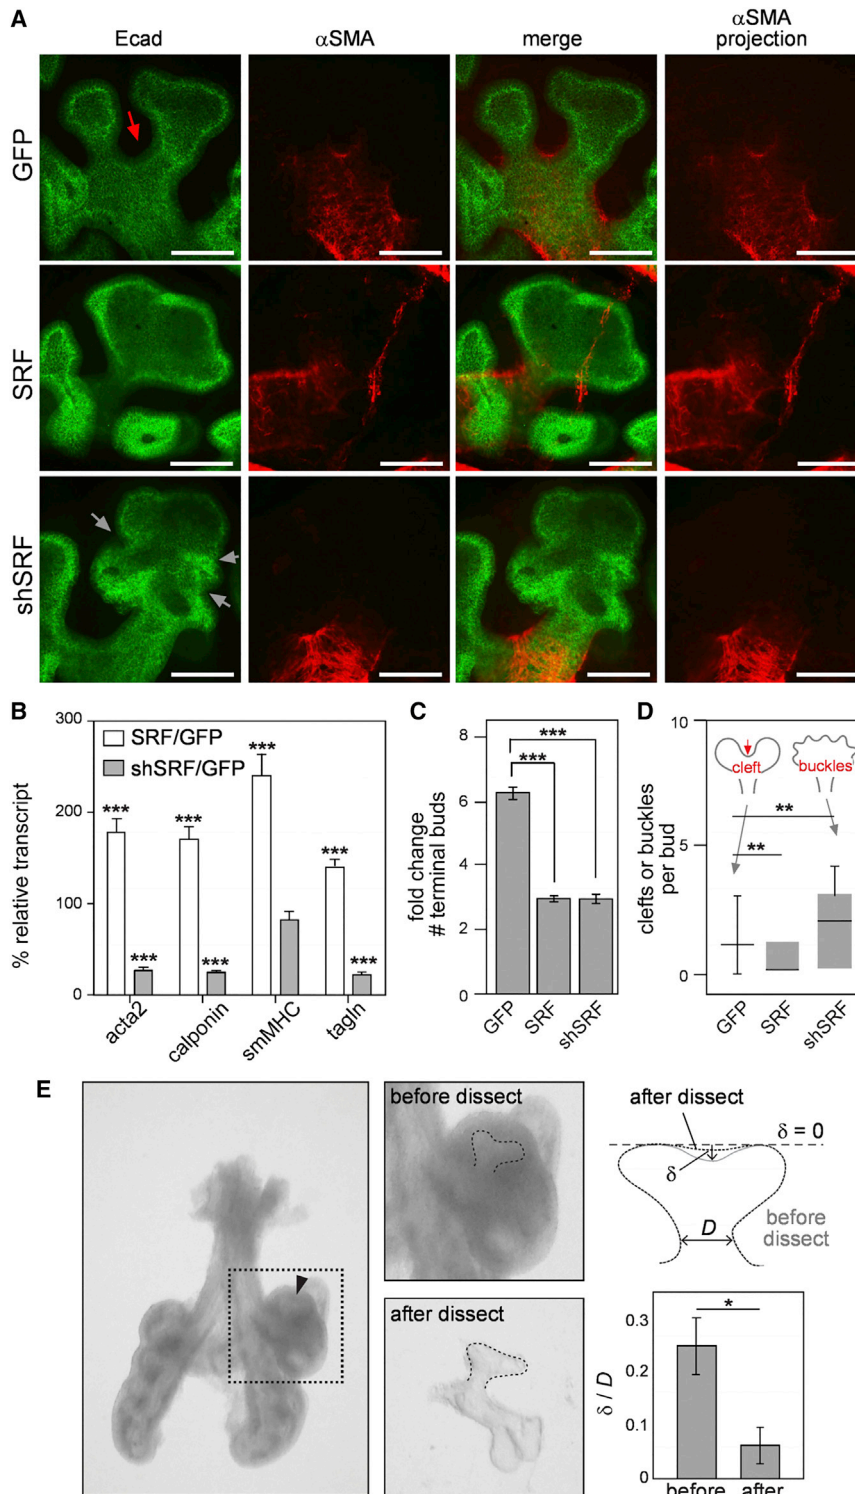 A
Ecad
αSMA
merge
αSMA
projection
GFP
SRF
shSRF
B
300
200
100
0
% relative transcript
SRF/GFP
shSRF/GFP
***
***
***
***
***
***
***
acta2
calponin
smMHC
tagln
C
8
6
4
2
0
fold change
# terminal buds
***
***
GFP
SRF
shSRF
D
10
5
0
clefts or buckles
per bud
cleft
buckles
**
**
GFP
SRF
shSRF
E
before dissect
after dissect
after dissect
δ = 0
δ
D
before
dissect
0.3
0.2
0.1
0
δ / D
*
before
after